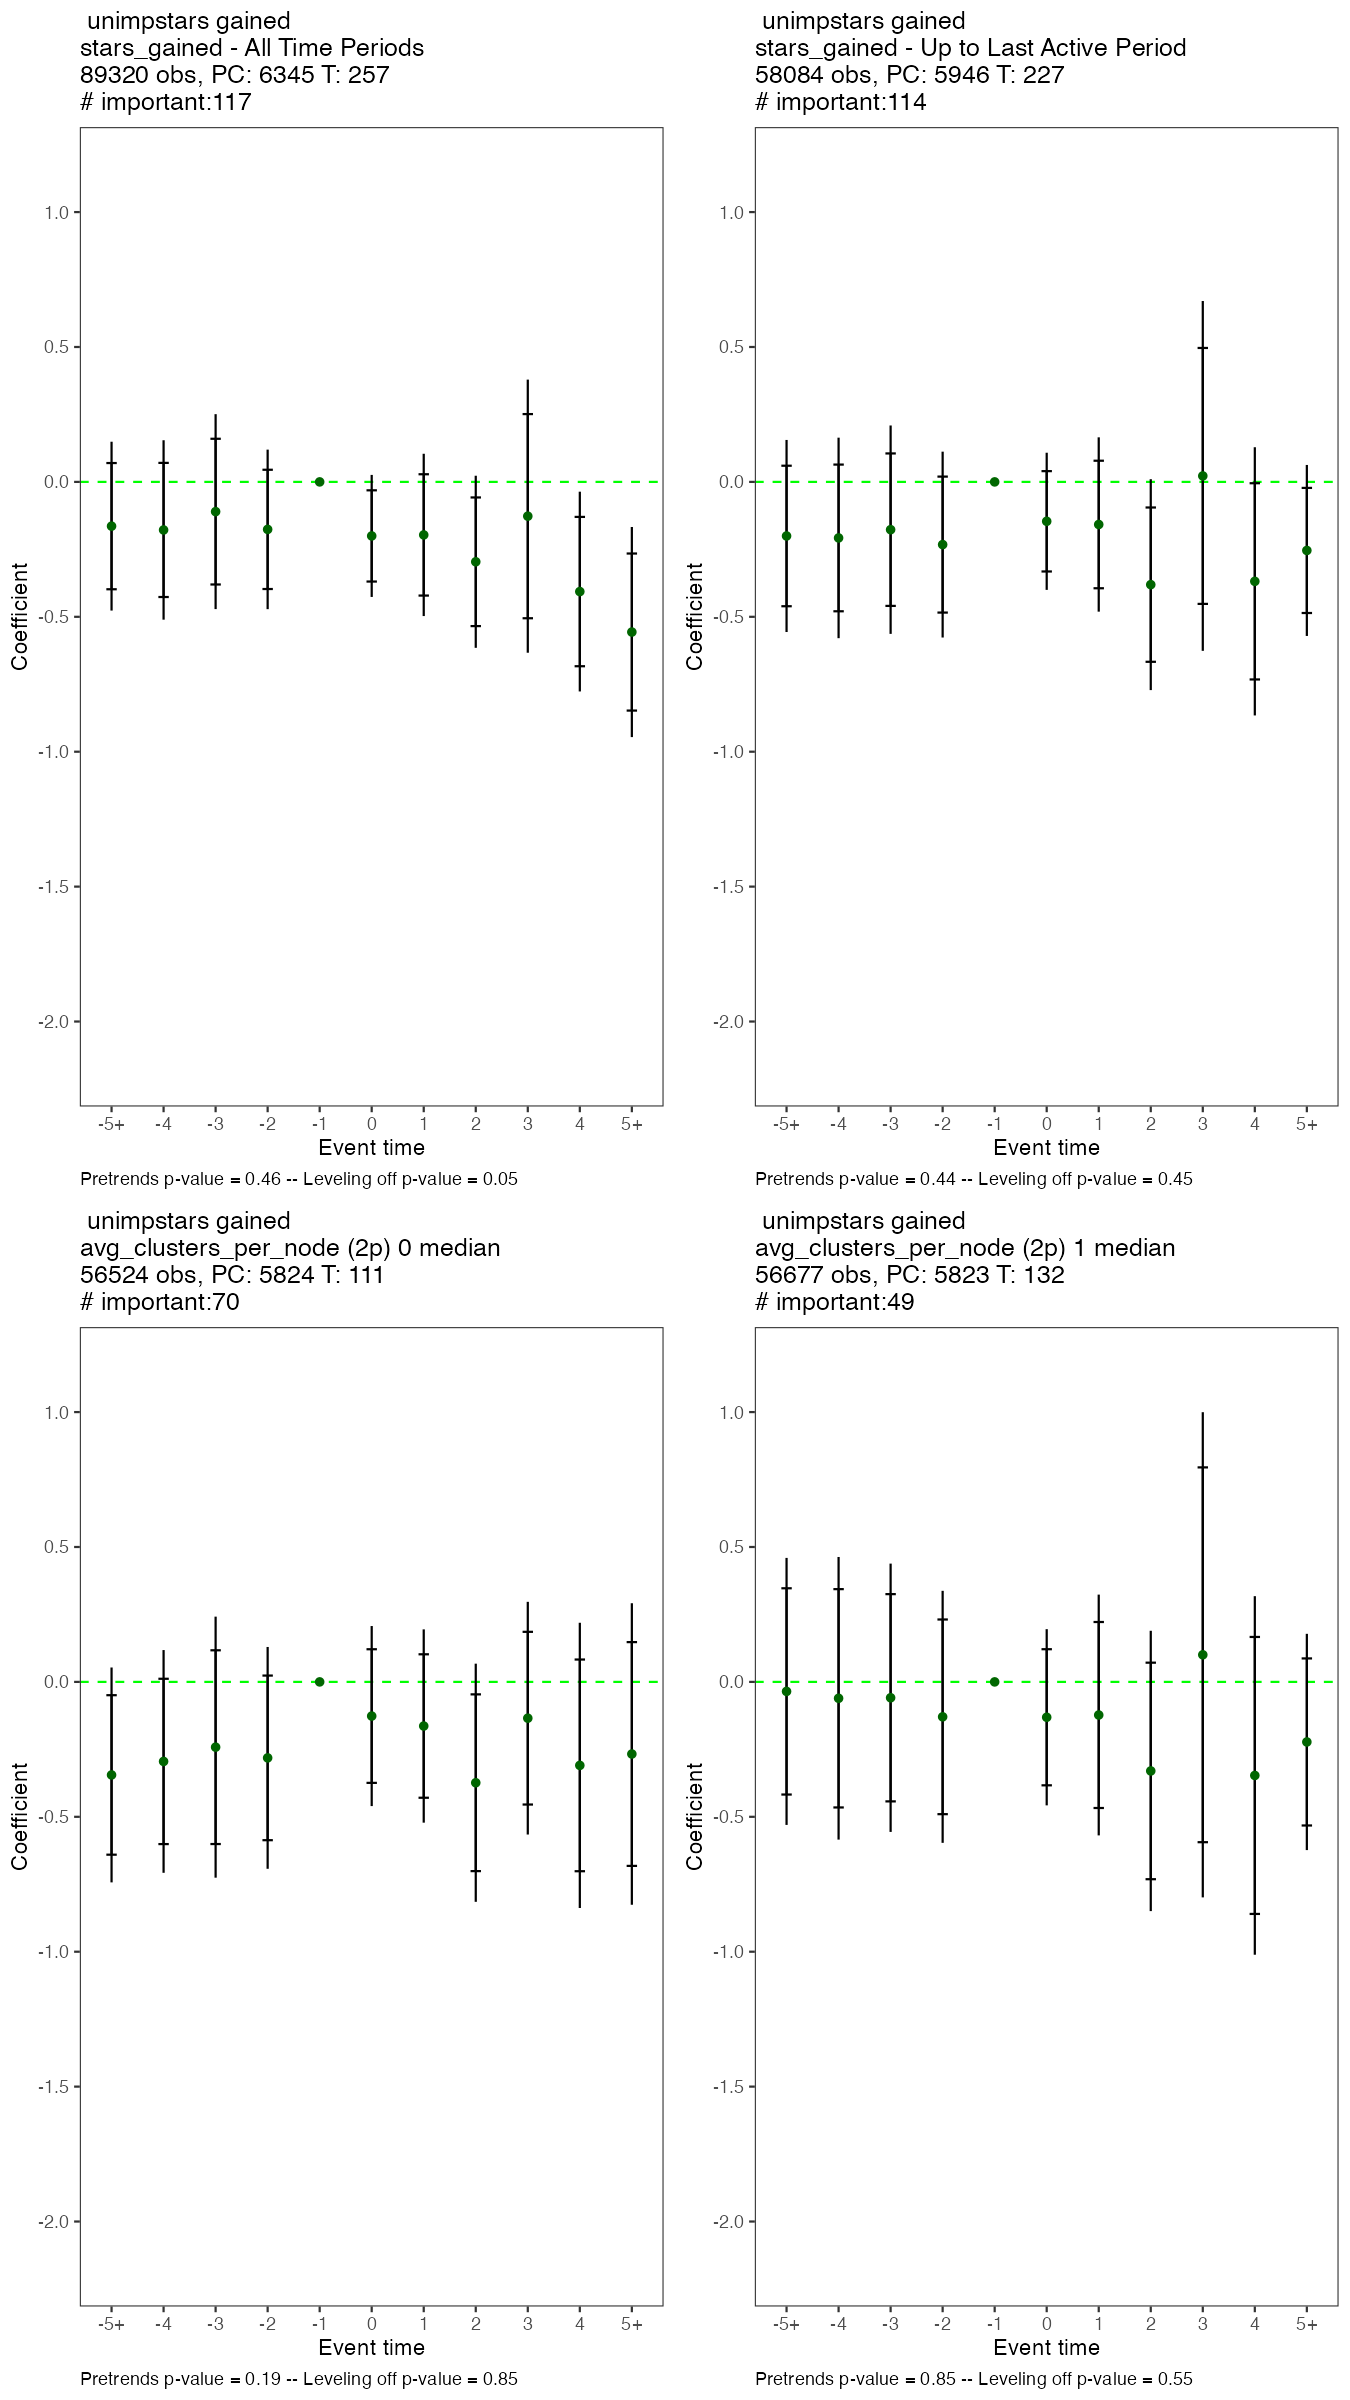 unimpstars gained
stars_gained - All Time Periods
89320 obs, PC: 6345 T: 257
# important:117
1.0
0.5
0.0
-0.5
-1.0
-1.5
-2.0
Coefficient
-5+ -4 -3 -2 -1 0 1 2 3 4 5+
Event time
Pretrends p-value = 0.46 -- Leveling off p-value = 0.05
unimpstars gained
stars_gained - Up to Last Active Period
58084 obs, PC: 5946 T: 227
# important:114
1.0
0.5
0.0
-0.5
-1.0
-1.5
-2.0
Coefficient
-5+ -4 -3 -2 -1 0 1 2 3 4 5+
Event time
Pretrends p-value = 0.44 -- Leveling off p-value = 0.45
unimpstars gained
avg_clusters_per_node (2p) 0 median
56524 obs, PC: 5824 T: 111
# important:70
1.0
0.5
0.0
-0.5
-1.0
-1.5
-2.0
Coefficient
-5+ -4 -3 -2 -1 0 1 2 3 4 5+
Event time
Pretrends p-value = 0.19 -- Leveling off p-value = 0.85
unimpstars gained
avg_clusters_per_node (2p) 1 median
56677 obs, PC: 5823 T: 132
# important:49
1.0
0.5
0.0
-0.5
-1.0
-1.5
-2.0
Coefficient
-5+ -4 -3 -2 -1 0 1 2 3 4 5+
Event time
Pretrends p-value = 0.85 -- Leveling off p-value = 0.55